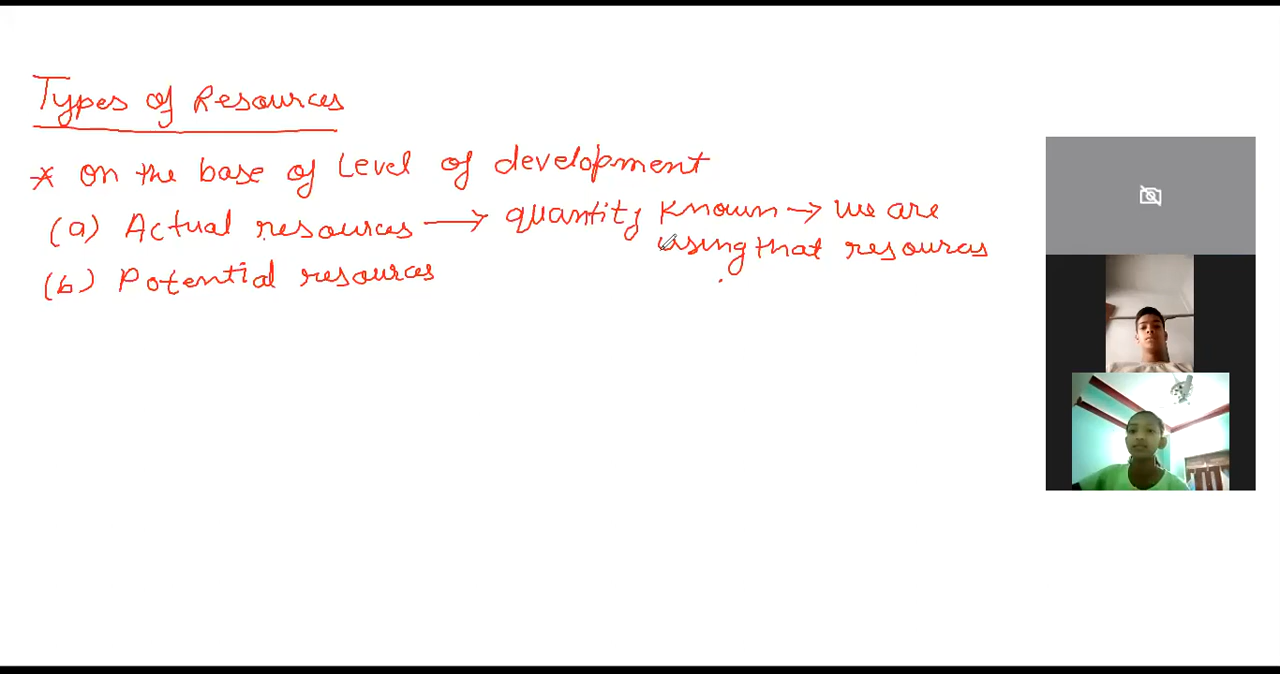 Types of Resources
* on the base of Level of development
(a) Actual resources → quantity known → we are
using that resources
(b) Potential resources